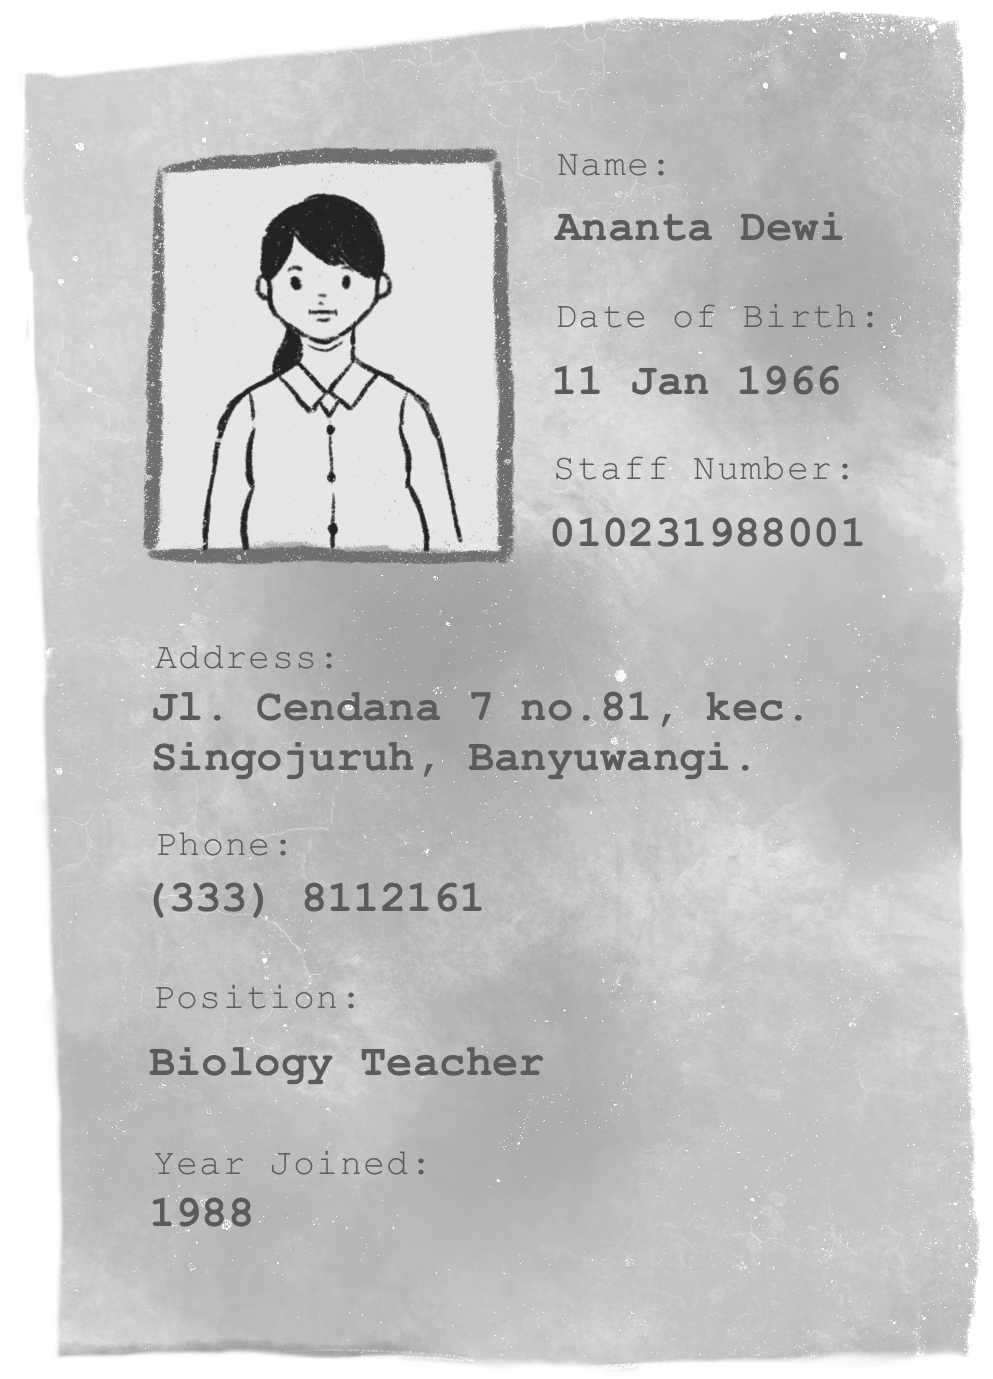 Name:
Ananta Dewi
Date of Birth:
11 Jan 1966
Staff Number:
010231988001
Address:
Jl. Cendana 7 no.81, kec.
Singojuruh, Banyuwangi.
Phone:
(333) 8112161
Position:
Biology Teacher
Year Joined:
1988